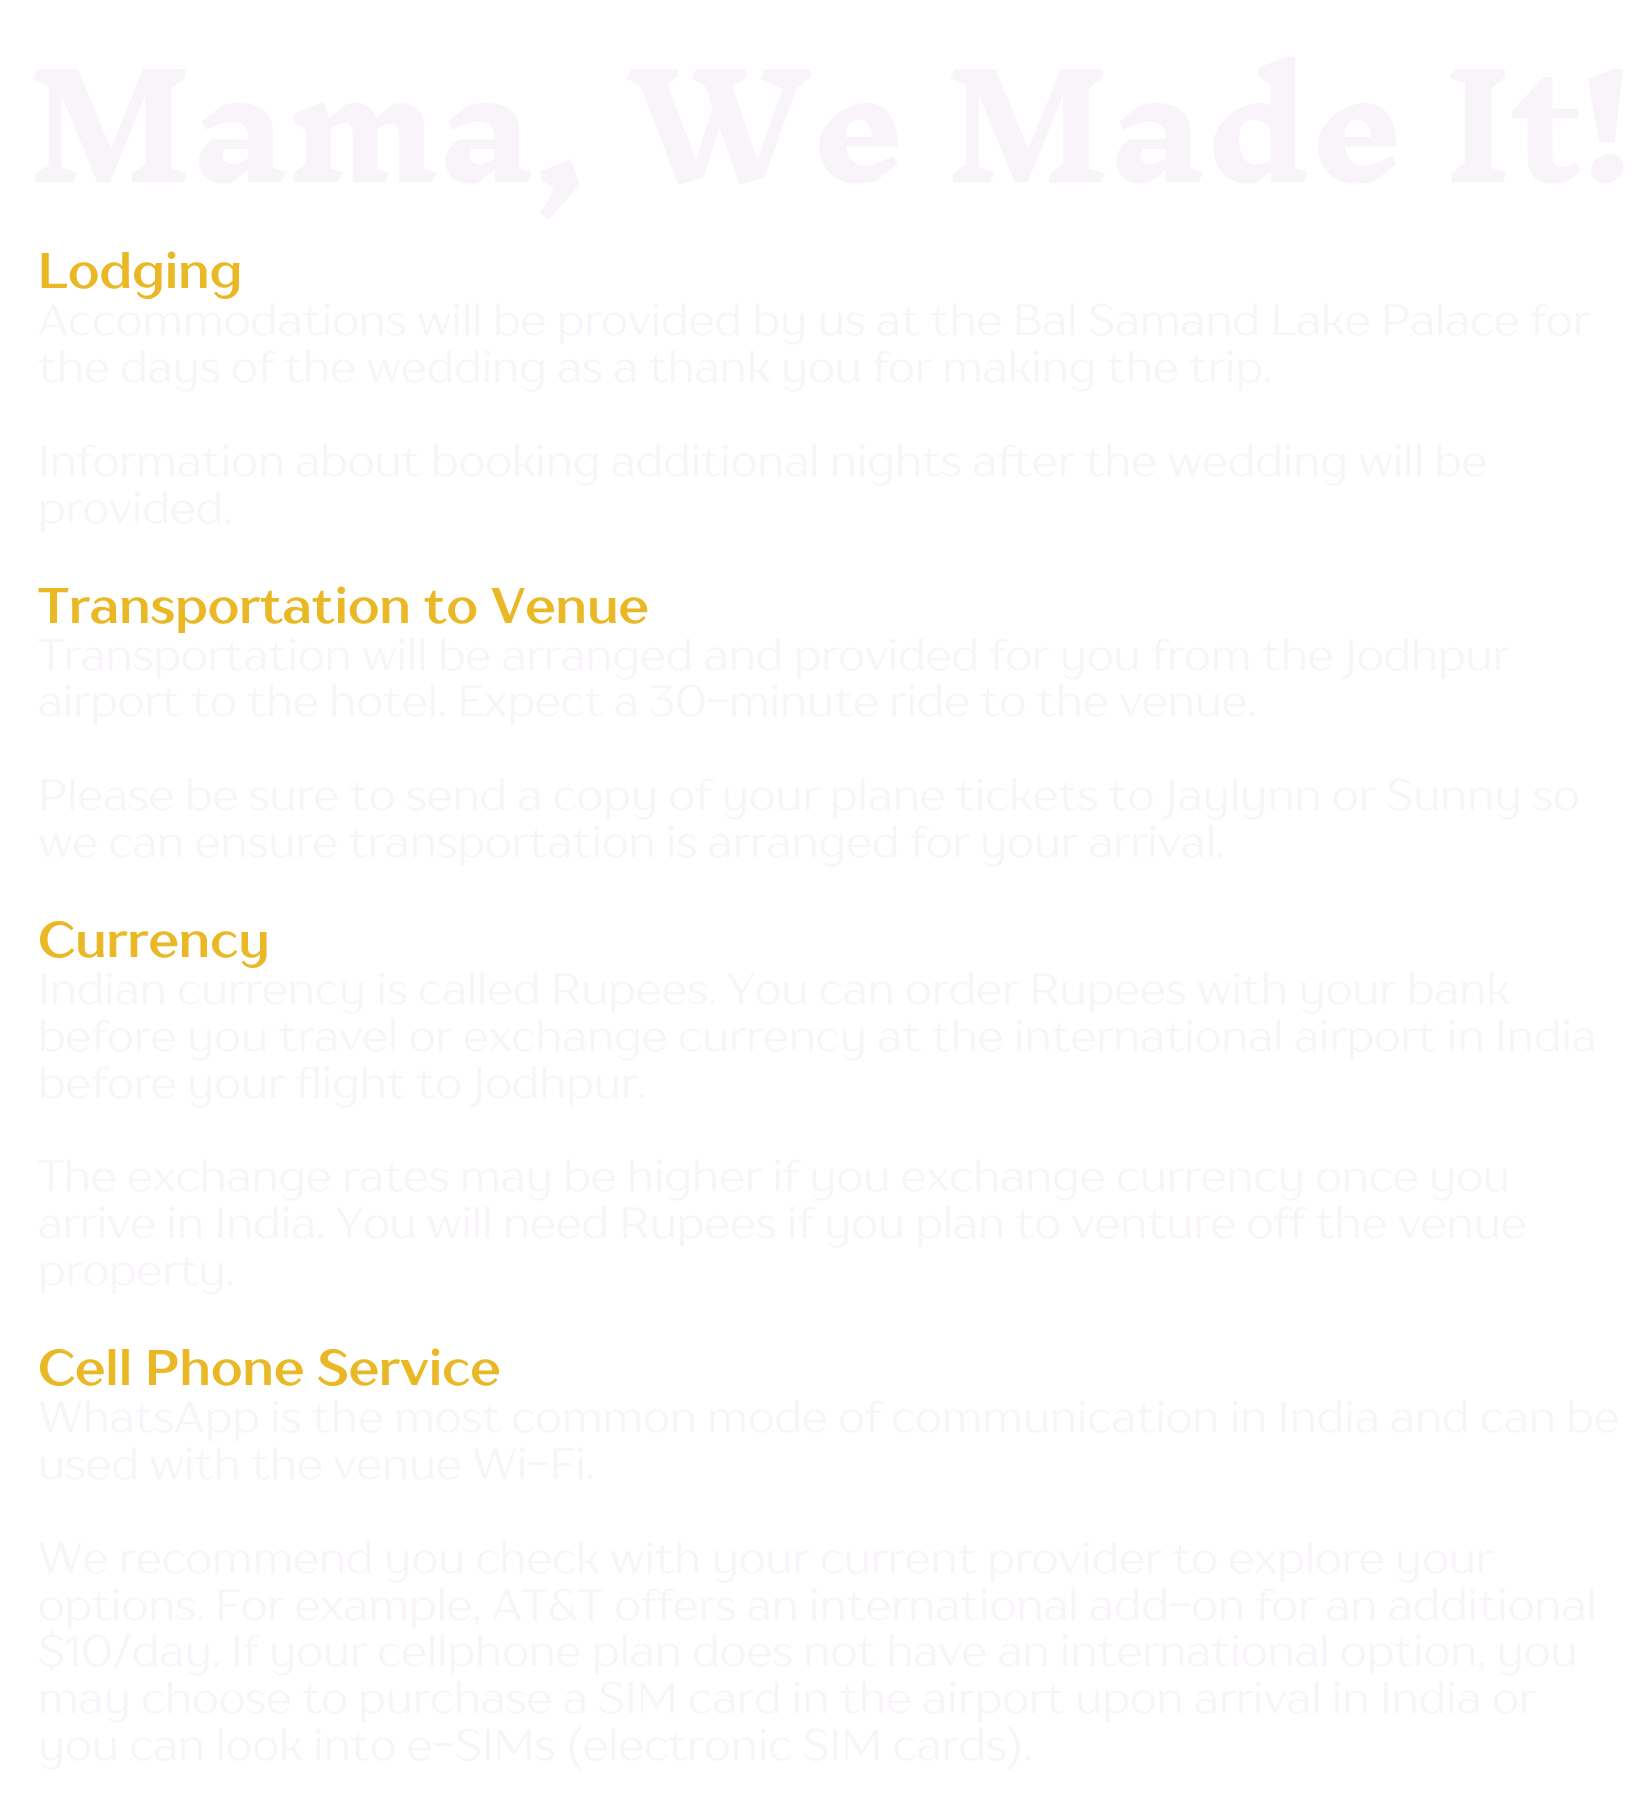 Mama, We Made It!
Lodging
Accommodations will be provided by us at the Bal Samand Lake Palace for
the days of the wedding as a thank you for making the trip.
Information about booking additional nights after the wedding will be
provided.
Transportation to Venue
Transportation will be arranged and provided for you from the Jodhpur
airport to the hotel. Expect a 30-minute ride to the venue.
Please be sure to send a copy of your plane tickets to Jaylynn or Sunny so
we can ensure transportation is arranged for your arrival.
Currency
Indian currency is called Rupees. You can order Rupees with your bank
before you travel or exchange currency at the international airport in India
before your flight to Jodhpur.
The exchange rates may be higher if you exchange currency once you
arrive in India. You will need Rupees if you plan to venture off the venue
property.
Cell Phone Service
WhatsApp is the most common mode of communication in India and can be
used with the venue Wi-Fi.
We recommend you check with your current provider to explore your
options. For example, AT&T offers an international add-on for an additional
$10/day. If your cellphone plan does not have an international option, you
may choose to purchase a SIM card in the airport upon arrival in India or
you can look into e-SIMs (electronic SIM cards).